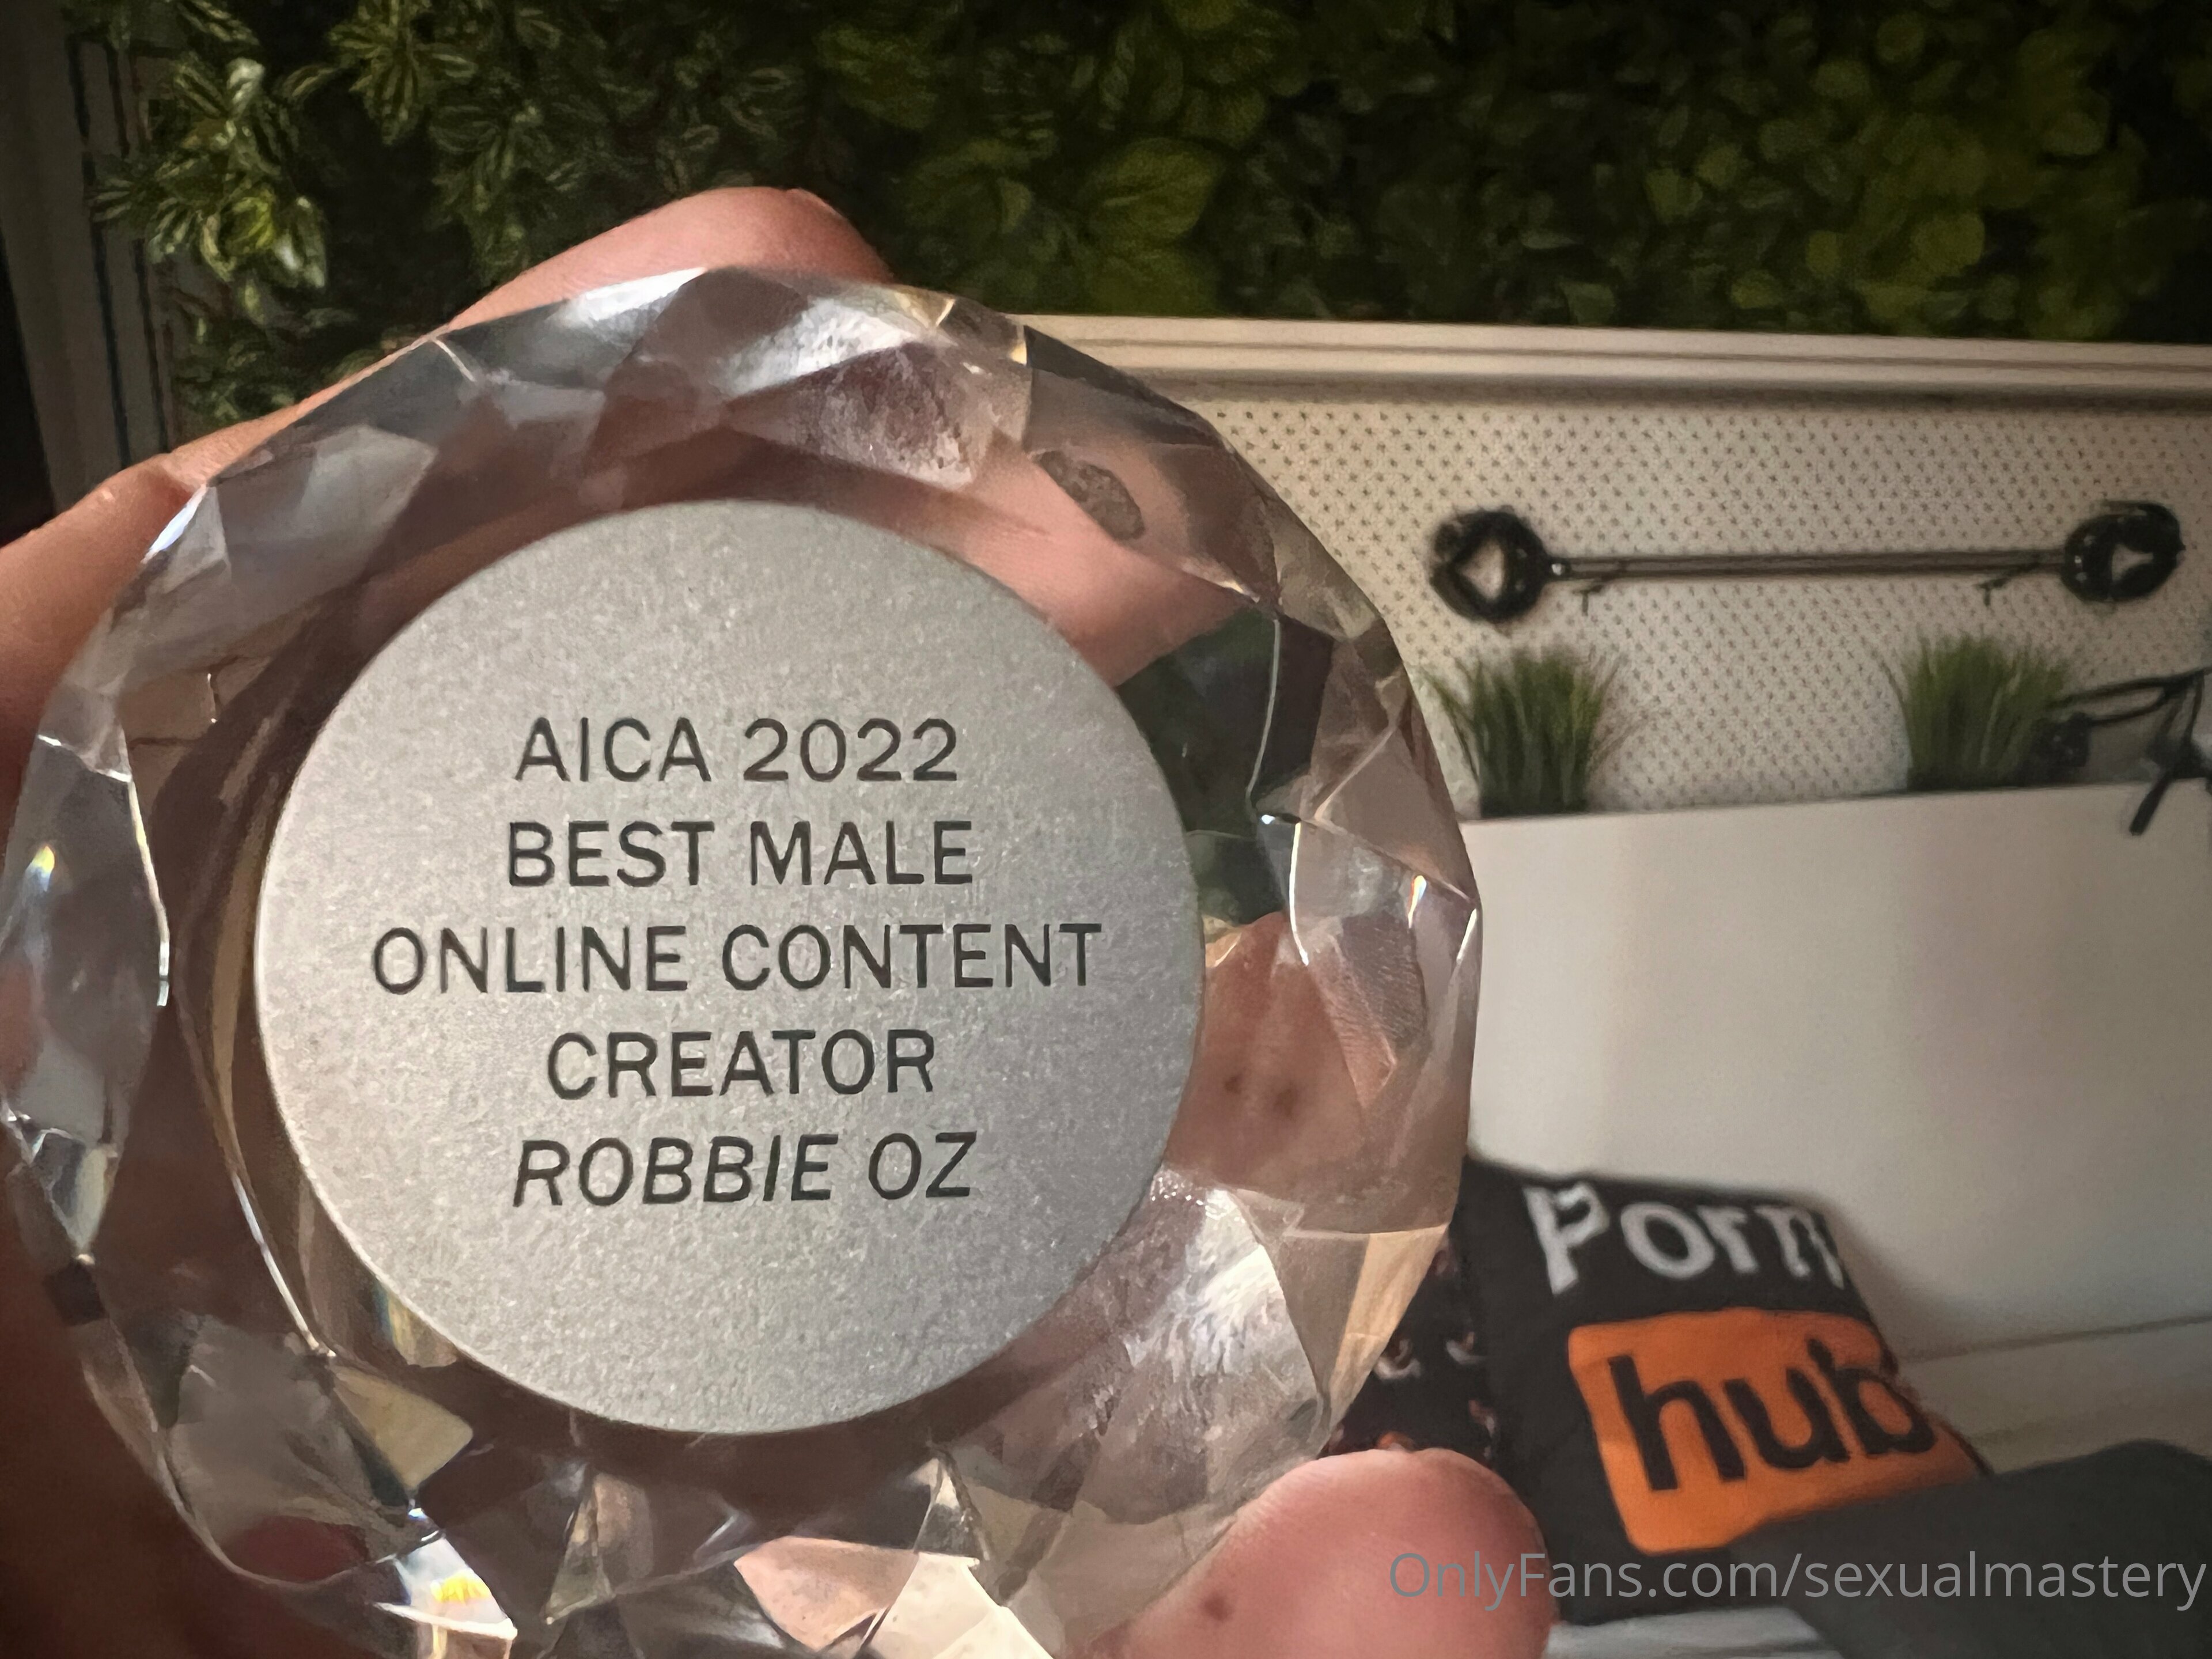 AICA 2022
BEST MALE
ONLINE CONTENT
CREATOR
ROBBIE OZ
Porn
hub
OnlyFans.com/sexualmastery